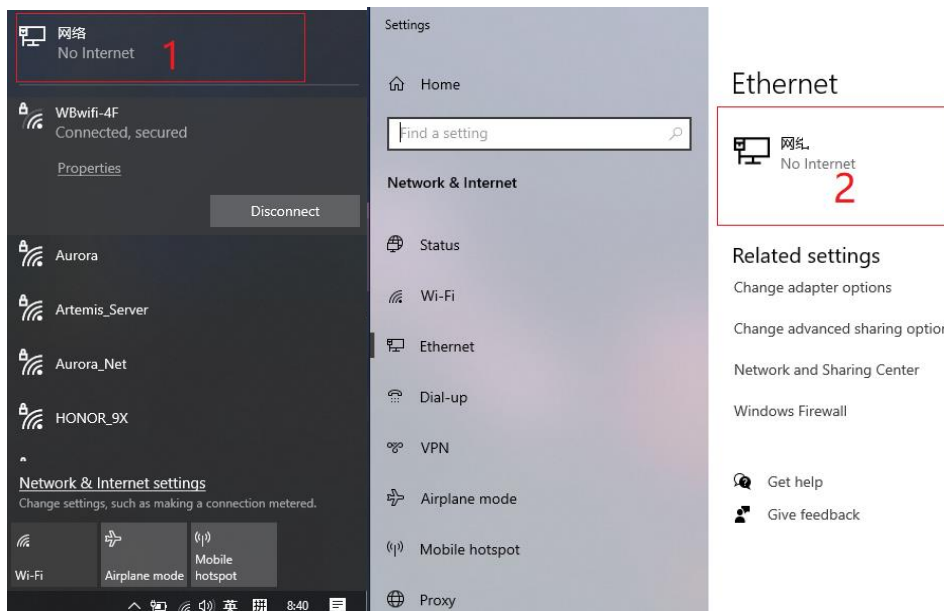 网络
No Internet
1
WBwifi-4F
Connected, secured
Properties
Disconnect
Aurora
Artemis_Server
Aurora_Net
HONOR_9X
Network & Internet settings
Change settings, such as making a connection metered.
Wi-Fi
Airplane mode
Mobile
hotspot
英 拼 8:40
Settings
Home
Find a setting
Network & Internet
Status
Wi-Fi
Ethernet
Dial-up
VPN
Airplane mode
Mobile hotspot
Proxy
Ethernet
网络
No Internet
2
Related settings
Change adapter options
Change advanced sharing option
Network and Sharing Center
Windows Firewall
Get help
Give feedback